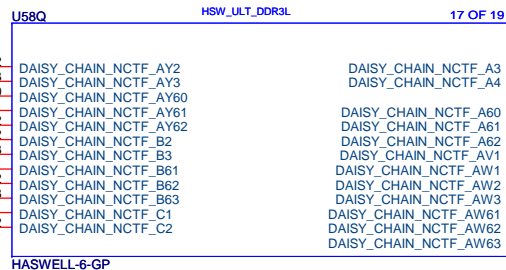 U58Q HSW_ULT_DDR3L 17 OF 19
DAISY_CHAIN_NCTF_AY2 DAISY_CHAIN_NCTF_A3
DAISY_CHAIN_NCTF_AY3 DAISY_CHAIN_NCTF_A4
DAISY_CHAIN_NCTF_AY60
DAISY_CHAIN_NCTF_AY61 DAISY_CHAIN_NCTF_A60
DAISY_CHAIN_NCTF_AY62 DAISY_CHAIN_NCTF_A61
DAISY_CHAIN_NCTF_B2 DAISY_CHAIN_NCTF_A62
DAISY_CHAIN_NCTF_B3 DAISY_CHAIN_NCTF_AV1
DAISY_CHAIN_NCTF_B61 DAISY_CHAIN_NCTF_AW1
DAISY_CHAIN_NCTF_B62 DAISY_CHAIN_NCTF_AW2
DAISY_CHAIN_NCTF_B63 DAISY_CHAIN_NCTF_AW3
DAISY_CHAIN_NCTF_C1 DAISY_CHAIN_NCTF_AW61
DAISY_CHAIN_NCTF_C2 DAISY_CHAIN_NCTF_AW62
DAISY_CHAIN_NCTF_AW63
HASWELL-6-GP